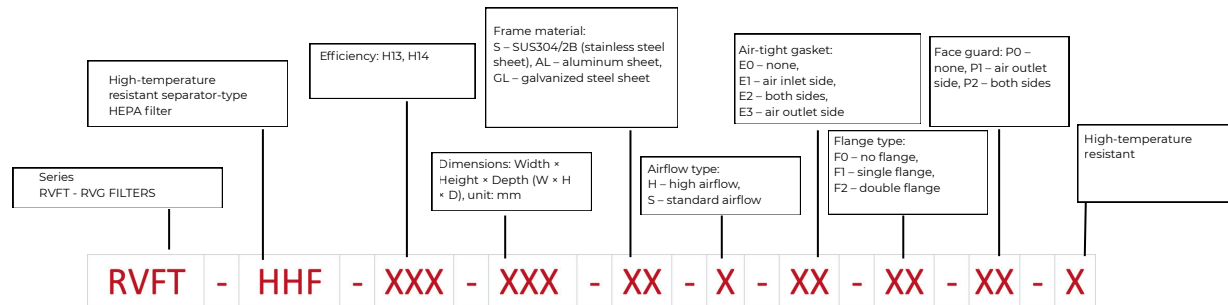 Frame material:
S – SUS304/2B (stainless steel
sheet), AL – aluminum sheet,
GL – galvanized steel sheet
Air-tight gasket:
E0 – none,
E1 – air inlet side,
E2 – both sides,
E3 – air outlet side
Face guard: P0 –
none, P1 – air outlet
side, P2 – both sides
Efficiency: H13, H14
High-temperature
resistant separator-type
HEPA filter
High-temperature
resistant
Flange type:
F0 – no flange,
F1 – single flange,
F2 – double flange
Dimensions: Width ×
Height × Depth (W × H
× D), unit: mm
Airflow type:
H – high airflow,
S – standard airflow
Series
RVFT - RVG FILTERS
RVFT - HHF - XXX - XXX - XX - X - XX - XX - XX - X